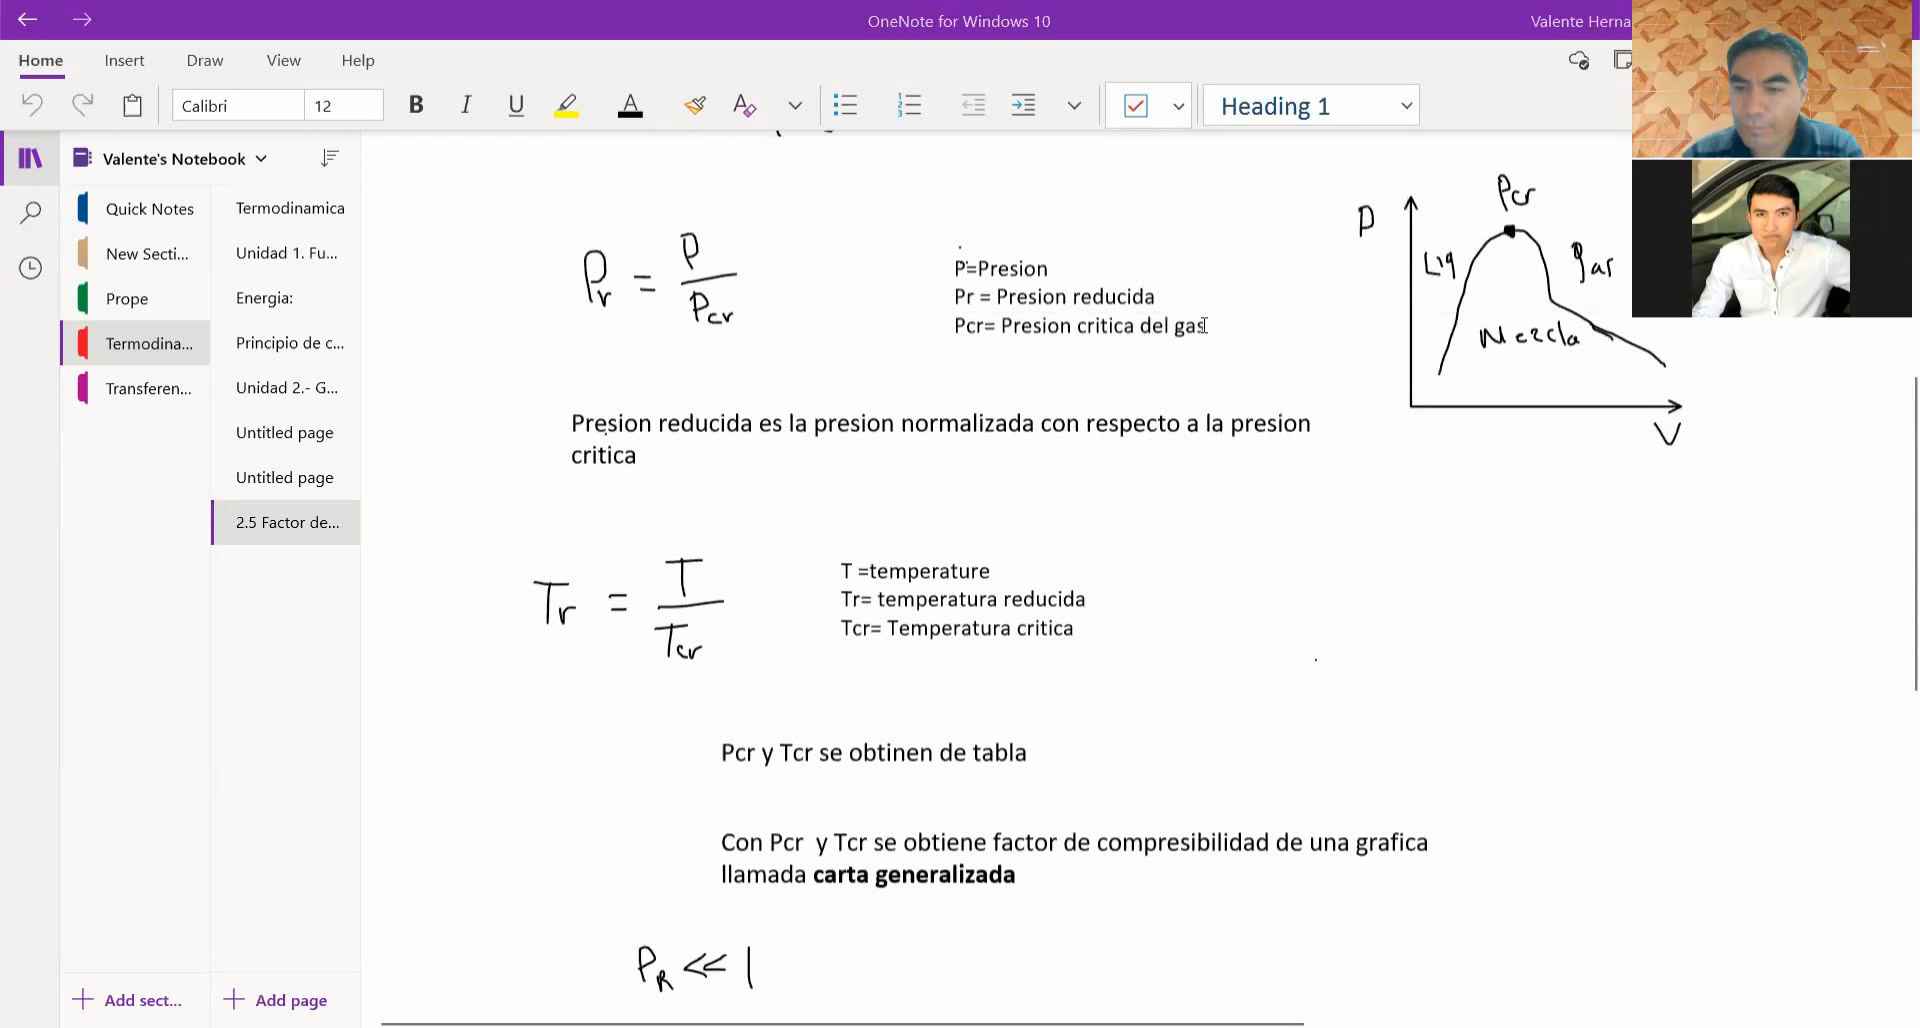 OneNote for Windows 10
Valente Herna
Home
Insert
Draw
View
Help
Calibri
12
B
I
U
A
A
Heading 1
Valente's Notebook
Quick Notes
New Secti...
Prope
Termodina...
Transferen...
Termodinamica
Unidad 1. Fu...
Energia:
Principio de c...
Unidad 2.- G...
Untitled page
Untitled page
2.5 Factor de...
Pr = P / Pcr
P=Presion
Pr = Presion reducida
Pcr= Presion critica del gas
P
Pcr
Liq
gas
Mezcla
V
Presion reducida es la presion normalizada con respecto a la presion
critica
Tr = T / Tcr
T =temperature
Tr= temperatura reducida
Tcr= Temperatura critica
Pcr y Tcr se obtinen de tabla
Con Pcr y Tcr se obtiene factor de compresibilidad de una grafica
llamada carta generalizada
PR << 1
Add sect...
Add page